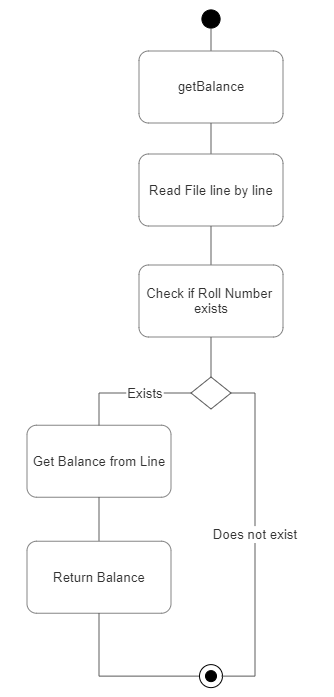 getBalance
Read File line by line
Check if Roll Number
exists
Exists
Get Balance from Line
Does not exist
Return Balance